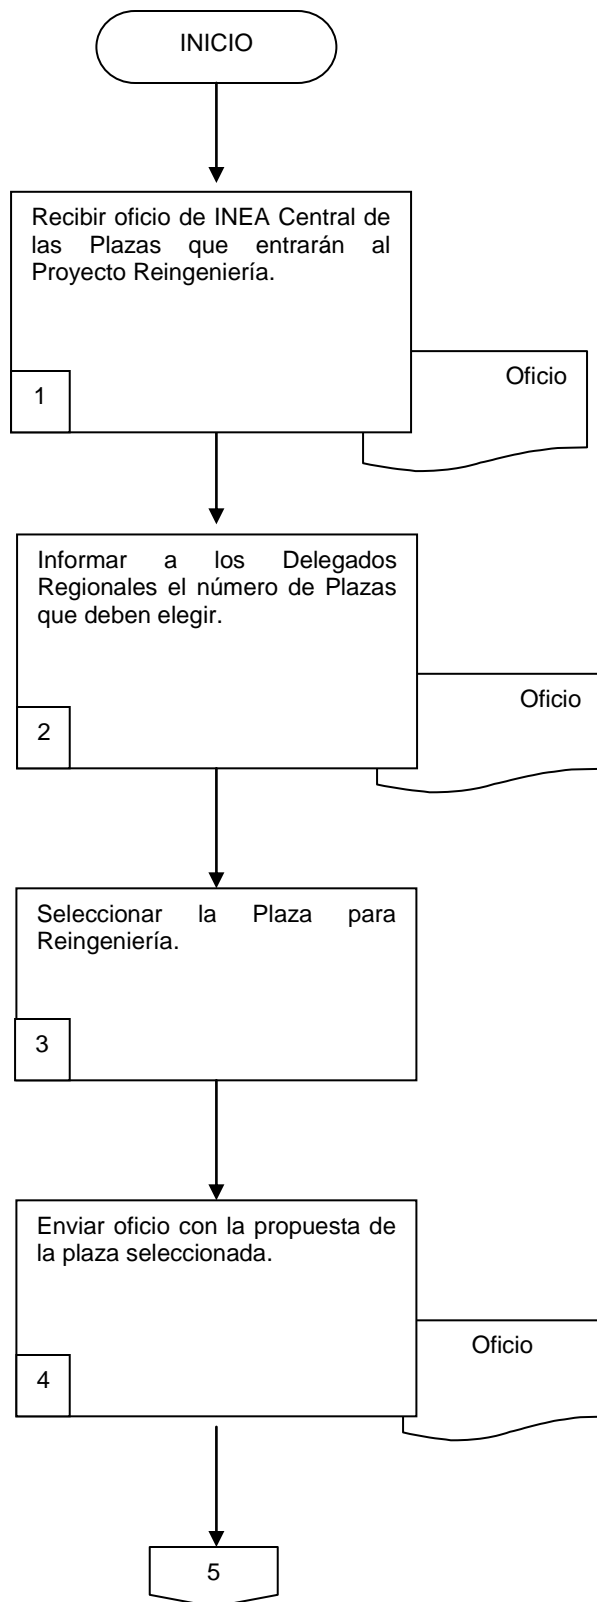 INICIO
Recibir oficio de INEA Central de
las Plazas que entrarán al
Proyecto Reingeniería.
Oficio
1
Informar a los Delegados
Regionales el número de Plazas
que deben elegir.
Oficio
2
Seleccionar la Plaza para
Reingeniería.
3
Enviar oficio con la propuesta de
la plaza seleccionada.
Oficio
4
5